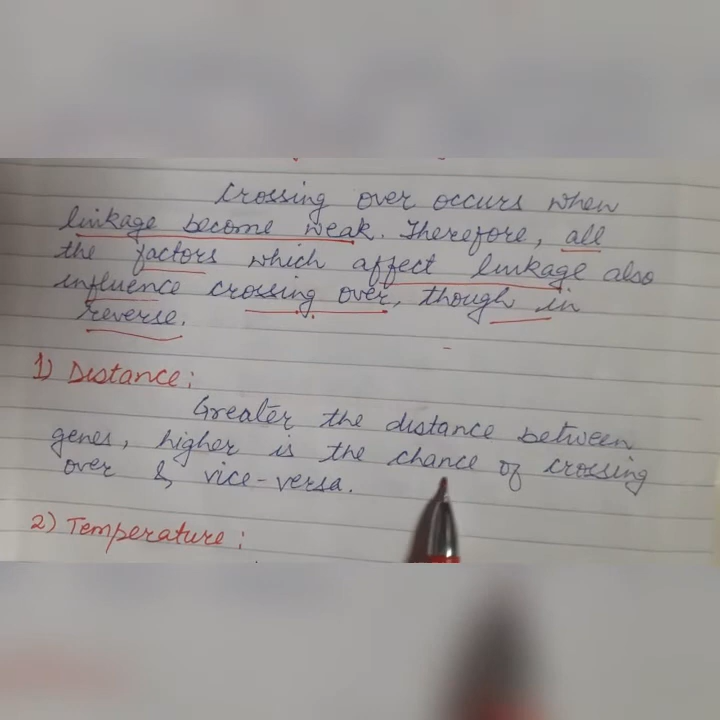 Crossing over occurs when
linkage become weak. Therefore, all
the factors which affect linkage also
influence crossing over, though in
reverse.
1) Distance:
Greater the distance between
genes, higher is the chance of crossing
over & vice-versa.
2) Temperature: